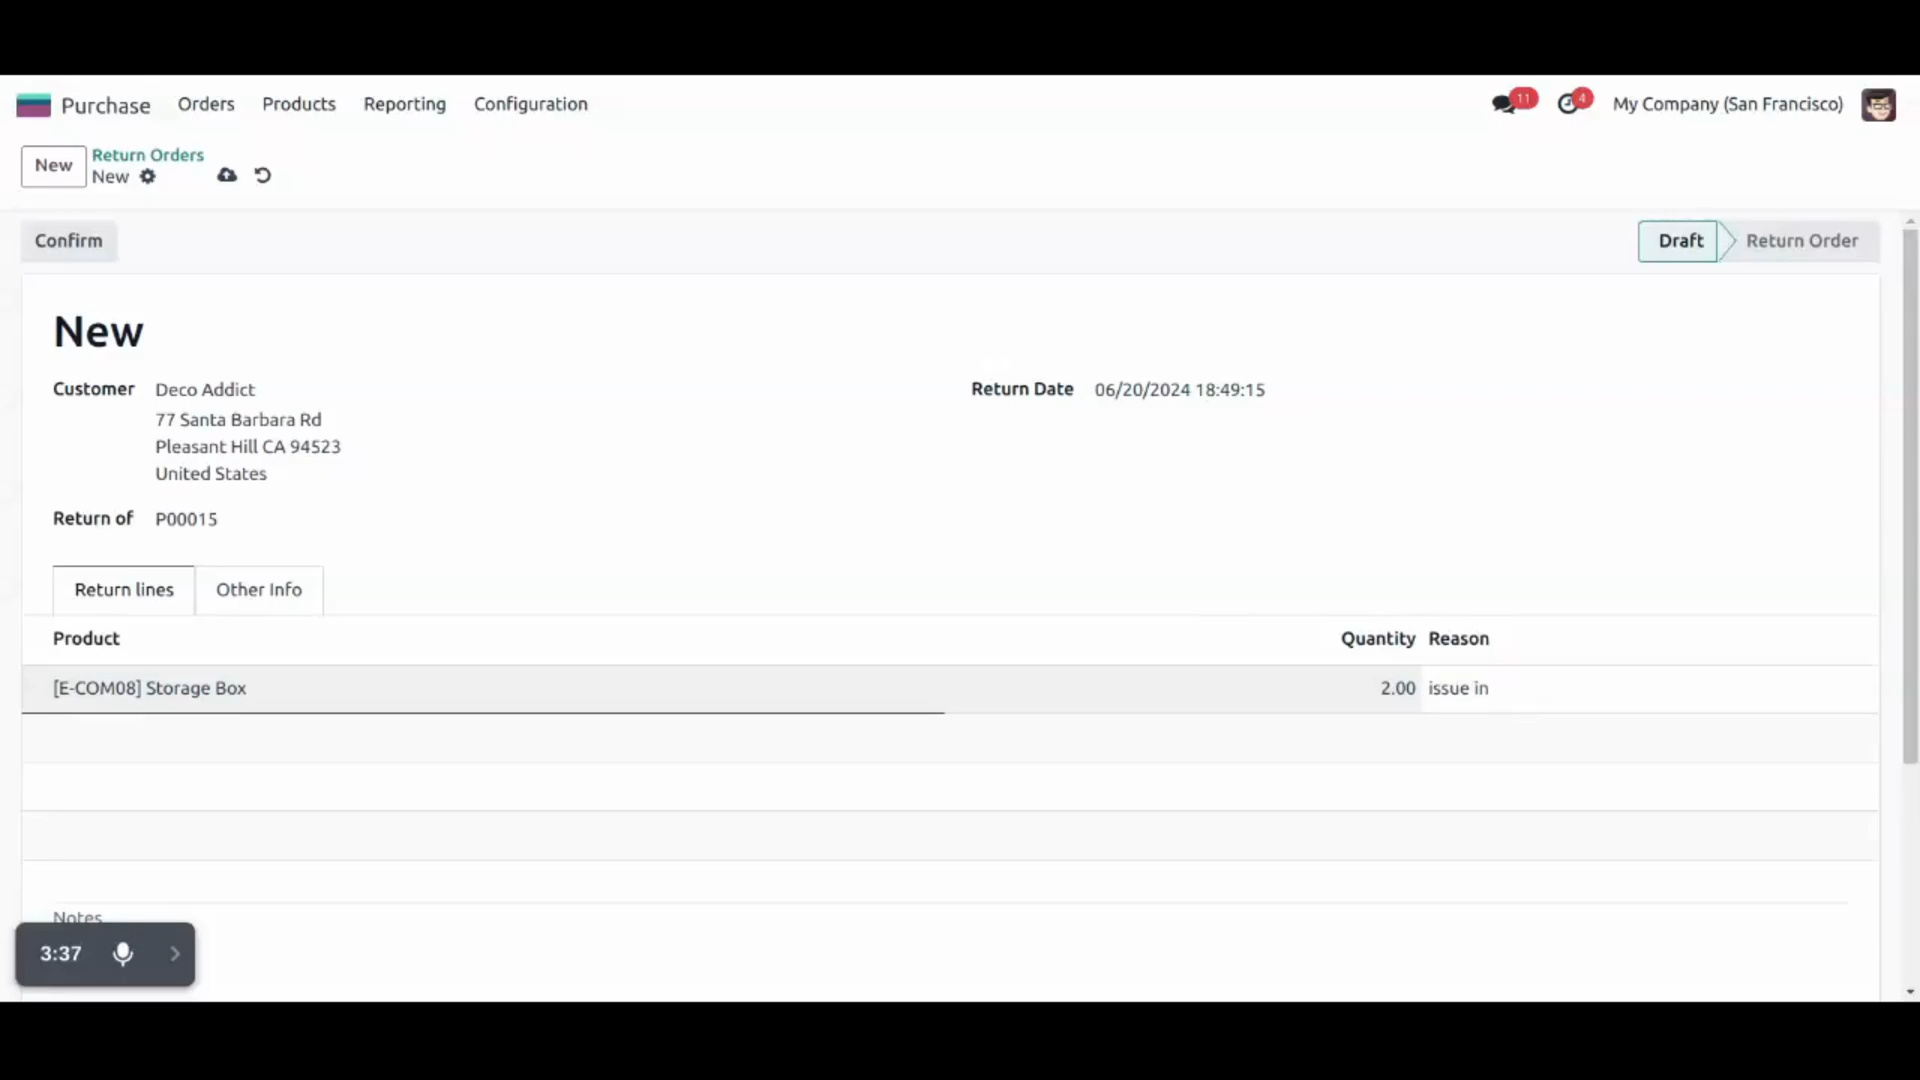 Purchase Orders Products Reporting Configuration 11 4 My Company (San Francisco)
New Return Orders
New
Confirm Draft Return Order
New
Customer Deco Addict Return Date 06/20/2024 18:49:15
77 Santa Barbara Rd
Pleasant Hill CA 94523
United States
Return of P00015
Return lines Other Info
Product Quantity Reason
[E-COM08] Storage Box 2.00 issue in
Notes
3:37